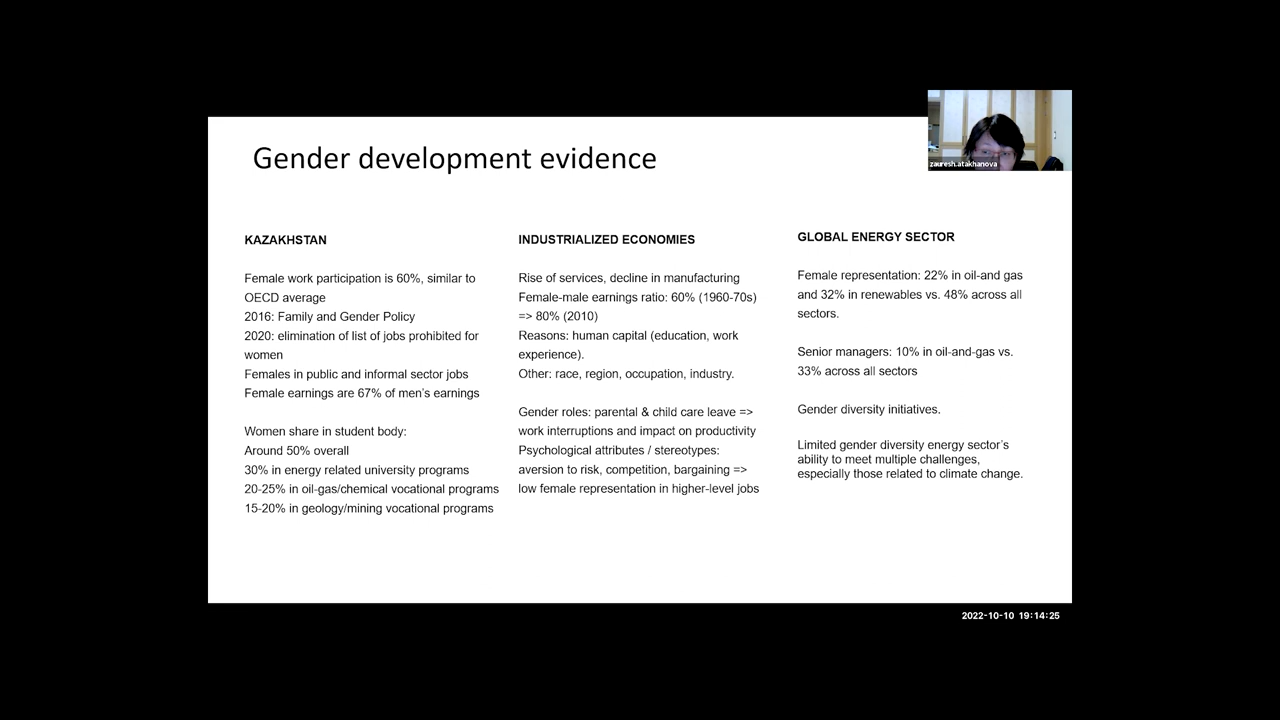 Gender development evidence
zauresh.atakhanova
KAZAKHSTAN
Female work participation is 60%, similar to
OECD average
2016: Family and Gender Policy
2020: elimination of list of jobs prohibited for
women
Females in public and informal sector jobs
Female earnings are 67% of men's earnings
Women share in student body:
Around 50% overall
30% in energy related university programs
20-25% in oil-gas/chemical vocational programs
15-20% in geology/mining vocational programs
INDUSTRIALIZED ECONOMIES
Rise of services, decline in manufacturing
Female-male earnings ratio: 60% (1960-70s)
=> 80% (2010)
Reasons: human capital (education, work
experience).
Other: race, region, occupation, industry.
Gender roles: parental & child care leave =>
work interruptions and impact on productivity
Psychological attributes / stereotypes:
aversion to risk, competition, bargaining =>
low female representation in higher-level jobs
GLOBAL ENERGY SECTOR
Female representation: 22% in oil-and gas
and 32% in renewables vs. 48% across all
sectors.
Senior managers: 10% in oil-and-gas vs.
33% across all sectors
Gender diversity initiatives.
Limited gender diversity energy sector's
ability to meet multiple challenges,
especially those related to climate change.
2022-10-10 19:14:25